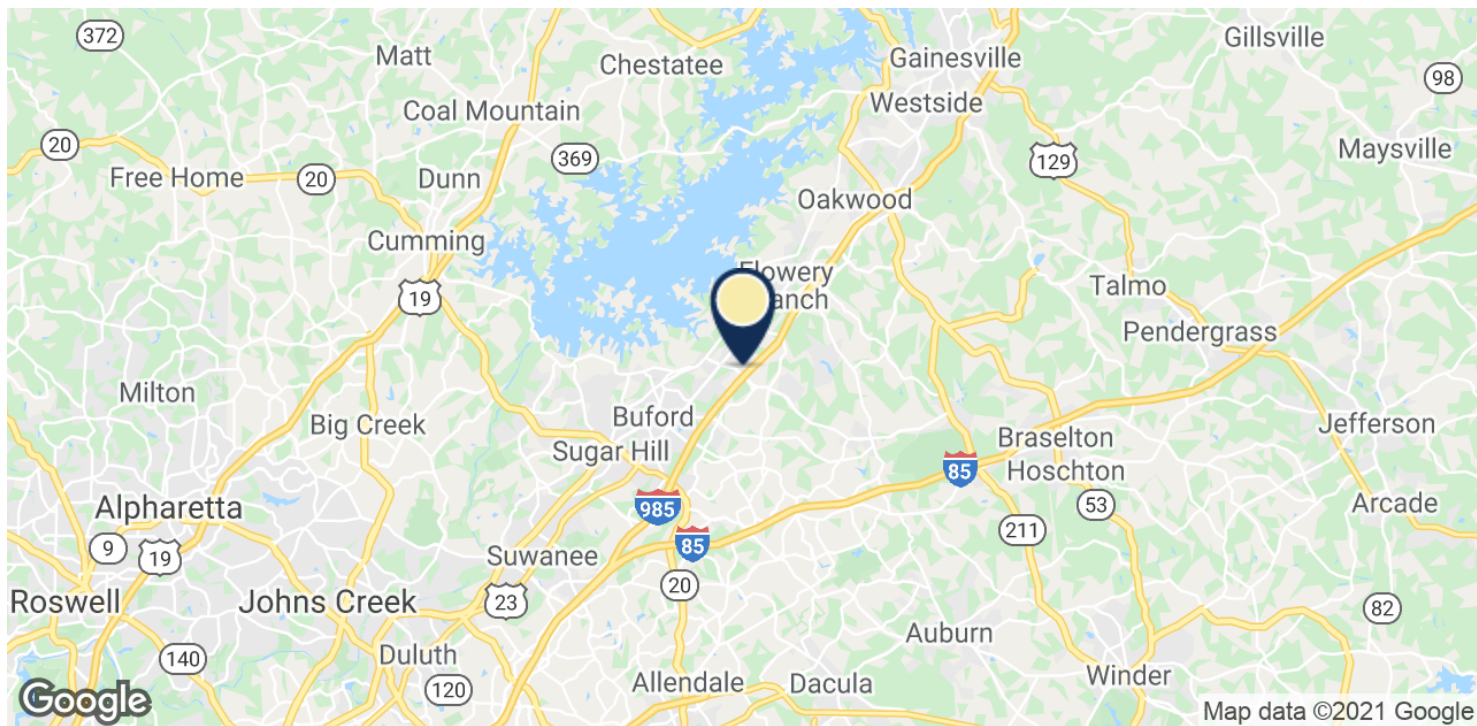 372
Matt
Chestatee
Gainesville
Gillsville
98
Coal Mountain
Westside
20
369
129
Maysville
Free Home
20
Dunn
Oakwood
Cumming
19
Flowery
Talmo
Pendergrass
Milton
Buford
Big Creek
Sugar Hill
Braselton
Jefferson
85
Hoschton
Alpharetta
985
53
Arcade
9
19
85
211
Suwanee
20
Roswell
Johns Creek
23
82
Auburn
140
Duluth
120
Allendale
Dacula
Winder
Google
Map data ©2021 Google